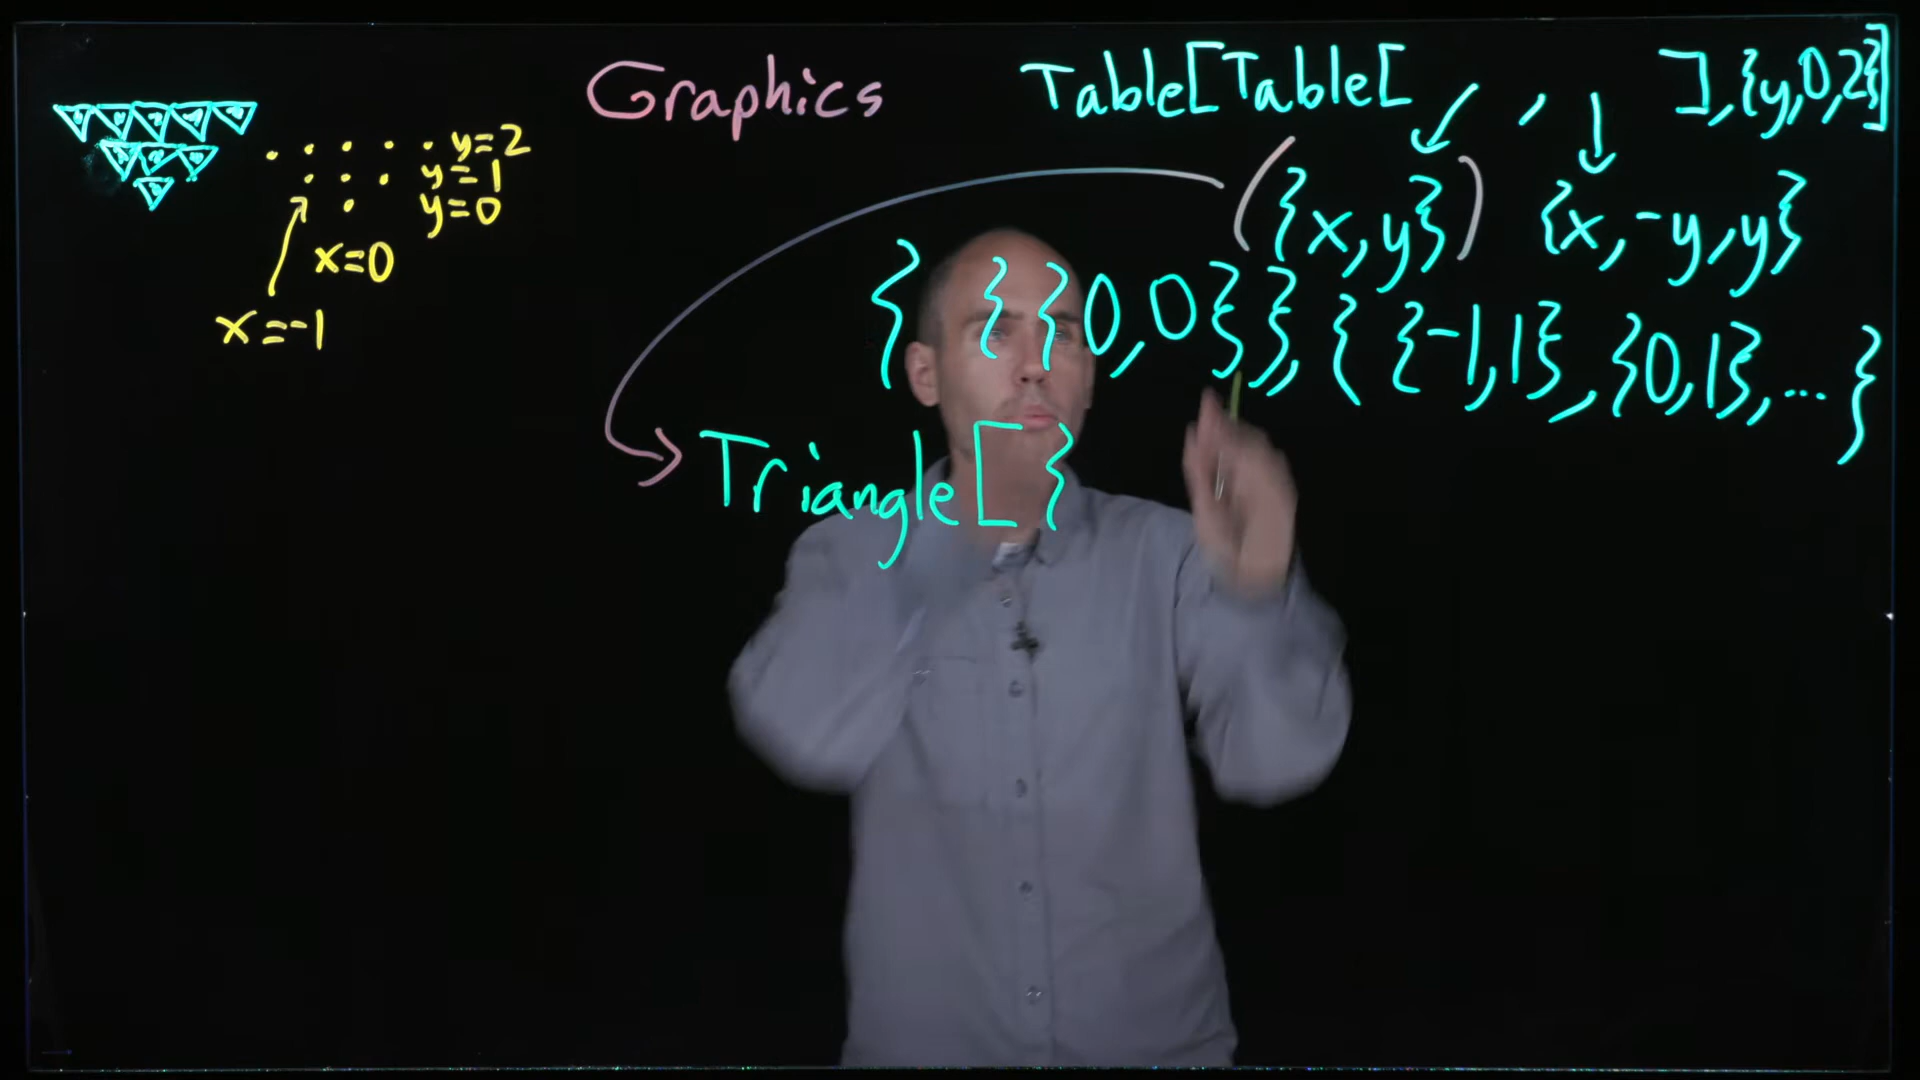 Graphics
Table[Table[ , ],{y,0,2}]
({x,y}) {x,-y,y}
y=2
y=1
y=0
x=0
x=-1
{ {{0,0}},{ {-1,1},{0,1},... }
Triangle[{